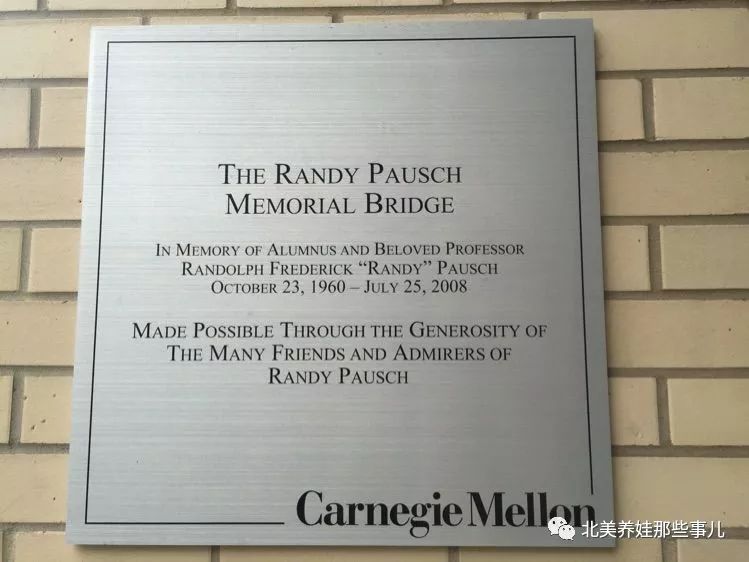 THE RANDY PAUSCH
MEMORIAL BRIDGE
IN MEMORY OF ALUMNUS AND BELOVED PROFESSOR
RANDOLPH FREDERICK “RANDY” PAUSCH
OCTOBER 23, 1960 – JULY 25, 2008
MADE POSSIBLE THROUGH THE GENEROSITY OF
THE MANY FRIENDS AND ADMIRERS OF
RANDY PAUSCH
Carnegie Mellon
北美养娃那些事儿